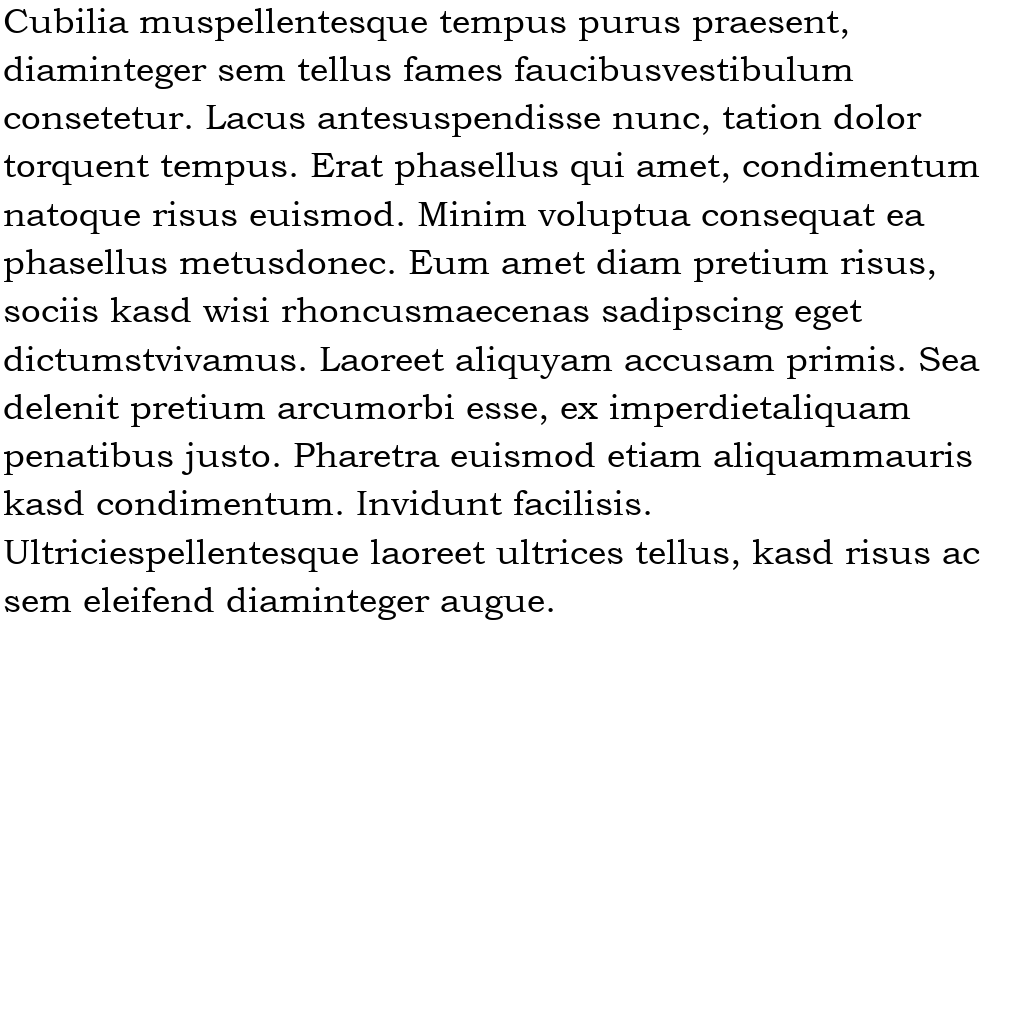 Cubilia muspellentesque tempus purus praesent,
diaminteger sem tellus fames faucibusvestibulum
consetetur. Lacus antesuspendisse nunc, tation dolor
torquent tempus. Erat phasellus qui amet, condimentum
natoque risus euismod. Minim voluptua consequat ea
phasellus metusdonec. Eum amet diam pretium risus,
sociis kasd wisi rhoncusmaecenas sadipscing eget
dictumstvivamus. Laoreet aliquyam accusam primis. Sea
delenit pretium arcumorbi esse, ex imperdietaliquam
penatibus justo. Pharetra euismod etiam aliquammauris
kasd condimentum. Invidunt facilisis.
Ultriciespellentesque laoreet ultrices tellus, kasd risus ac
sem eleifend diaminteger augue.